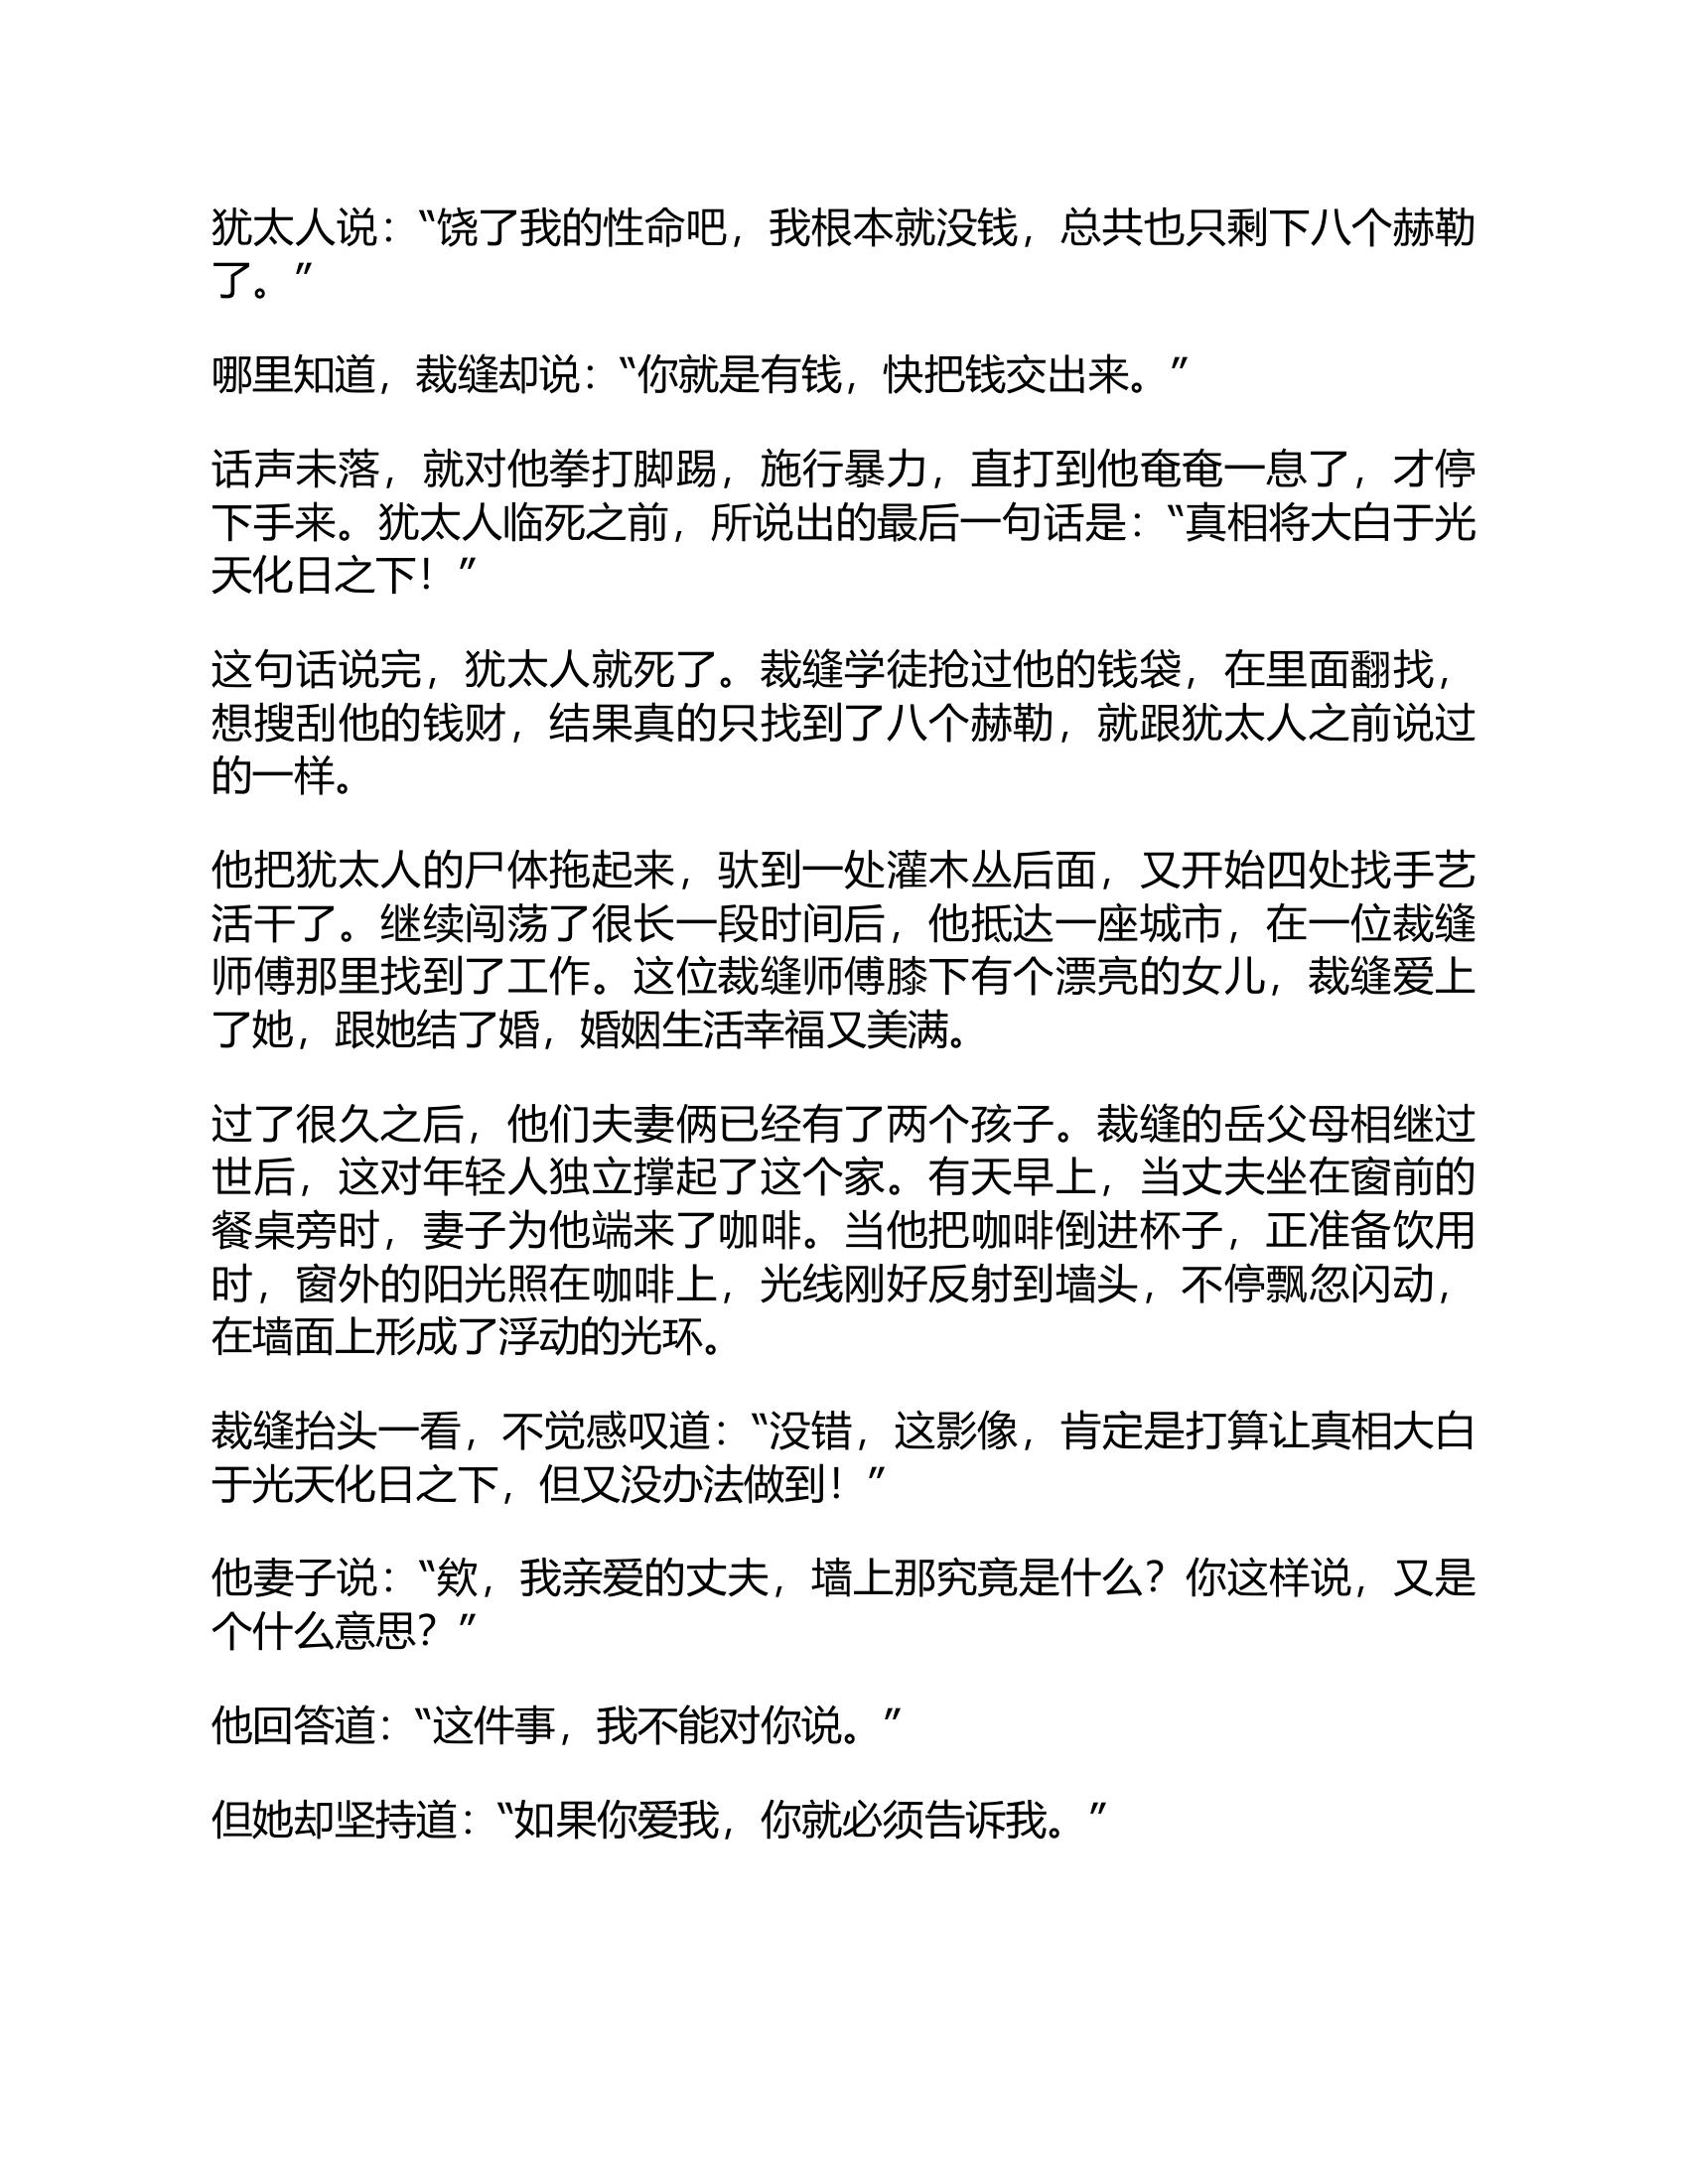 犹太人说：“饶了我的性命吧，我根本就没钱，总共也只剩下八个赫勒
了。”
哪里知道，裁缝却说：“你就是有钱，快把钱交出来。”
话声未落，就对他拳打脚踢，施行暴力，直打到他奄奄一息了，才停
下手来。犹太人临死之前，所说出的最后一句话是：“真相将大白于光
天化日之下！”
这句话说完，犹太人就死了。裁缝学徒抢过他的钱袋，在里面翻找，
想搜刮他的钱财，结果真的只找到了八个赫勒，就跟犹太人之前说过
的一样。
他把犹太人的尸体拖起来，驮到一处灌木丛后面，又开始四处找手艺
活干了。继续闯荡了很长一段时间后，他抵达一座城市，在一位裁缝
师傅那里找到了工作。这位裁缝师傅膝下有个漂亮的女儿，裁缝爱上
了她，跟她结了婚，婚姻生活幸福又美满。
过了很久之后，他们夫妻俩已经有了两个孩子。裁缝的岳父母相继过
世后，这对年轻人独立撑起了这个家。有天早上，当丈夫坐在窗前的
餐桌旁时，妻子为他端来了咖啡。当他把咖啡倒进杯子，正准备饮用
时，窗外的阳光照在咖啡上，光线刚好反射到墙头，不停飘忽闪动，
在墙面上形成了浮动的光环。
裁缝抬头一看，不觉感叹道：“没错，这影像，肯定是打算让真相大白
于光天化日之下，但又没办法做到！”
他妻子说：“欸，我亲爱的丈夫，墙上那究竟是什么？你这样说，又是
个什么意思？”
他回答道：“这件事，我不能对你说。”
但她却坚持道：“如果你爱我，你就必须告诉我。”